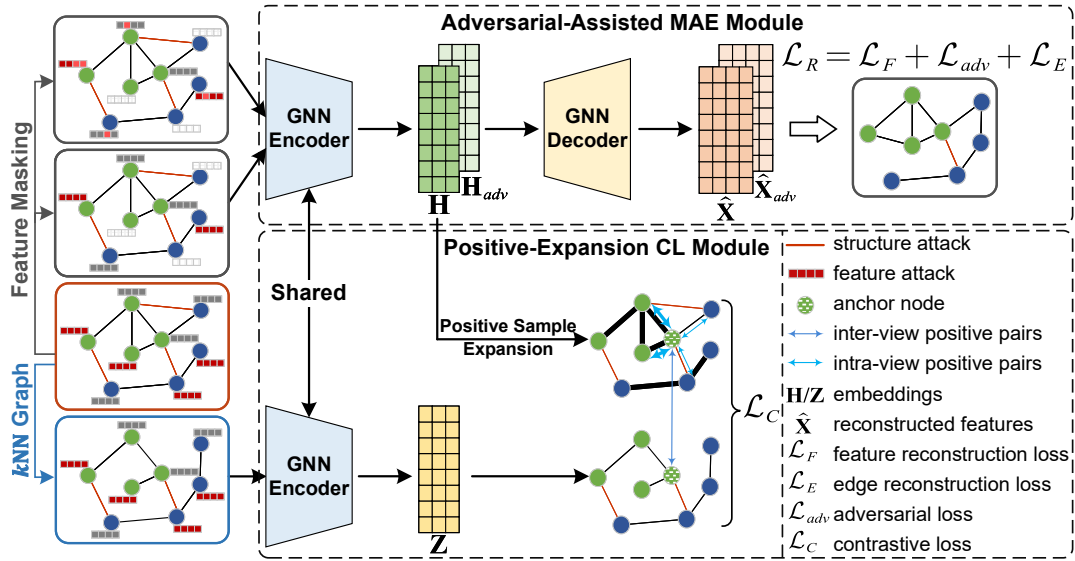 Adversarial-Assisted MAE Module
Feature Masking
kNN Graph
GNN
Encoder
H
H_adv
GNN
Decoder
X̂
X̂_adv
ℒ_R = ℒ_F + ℒ_adv + ℒ_E
Shared
Positive-Expansion CL Module
Positive Sample
Expansion
GNN
Encoder
Z
ℒ_C
structure attack
feature attack
anchor node
inter-view positive pairs
intra-view positive pairs
H/Z embeddings
X̂ reconstructed features
ℒ_F feature reconstruction loss
ℒ_E edge reconstruction loss
ℒ_adv adversarial loss
ℒ_C contrastive loss